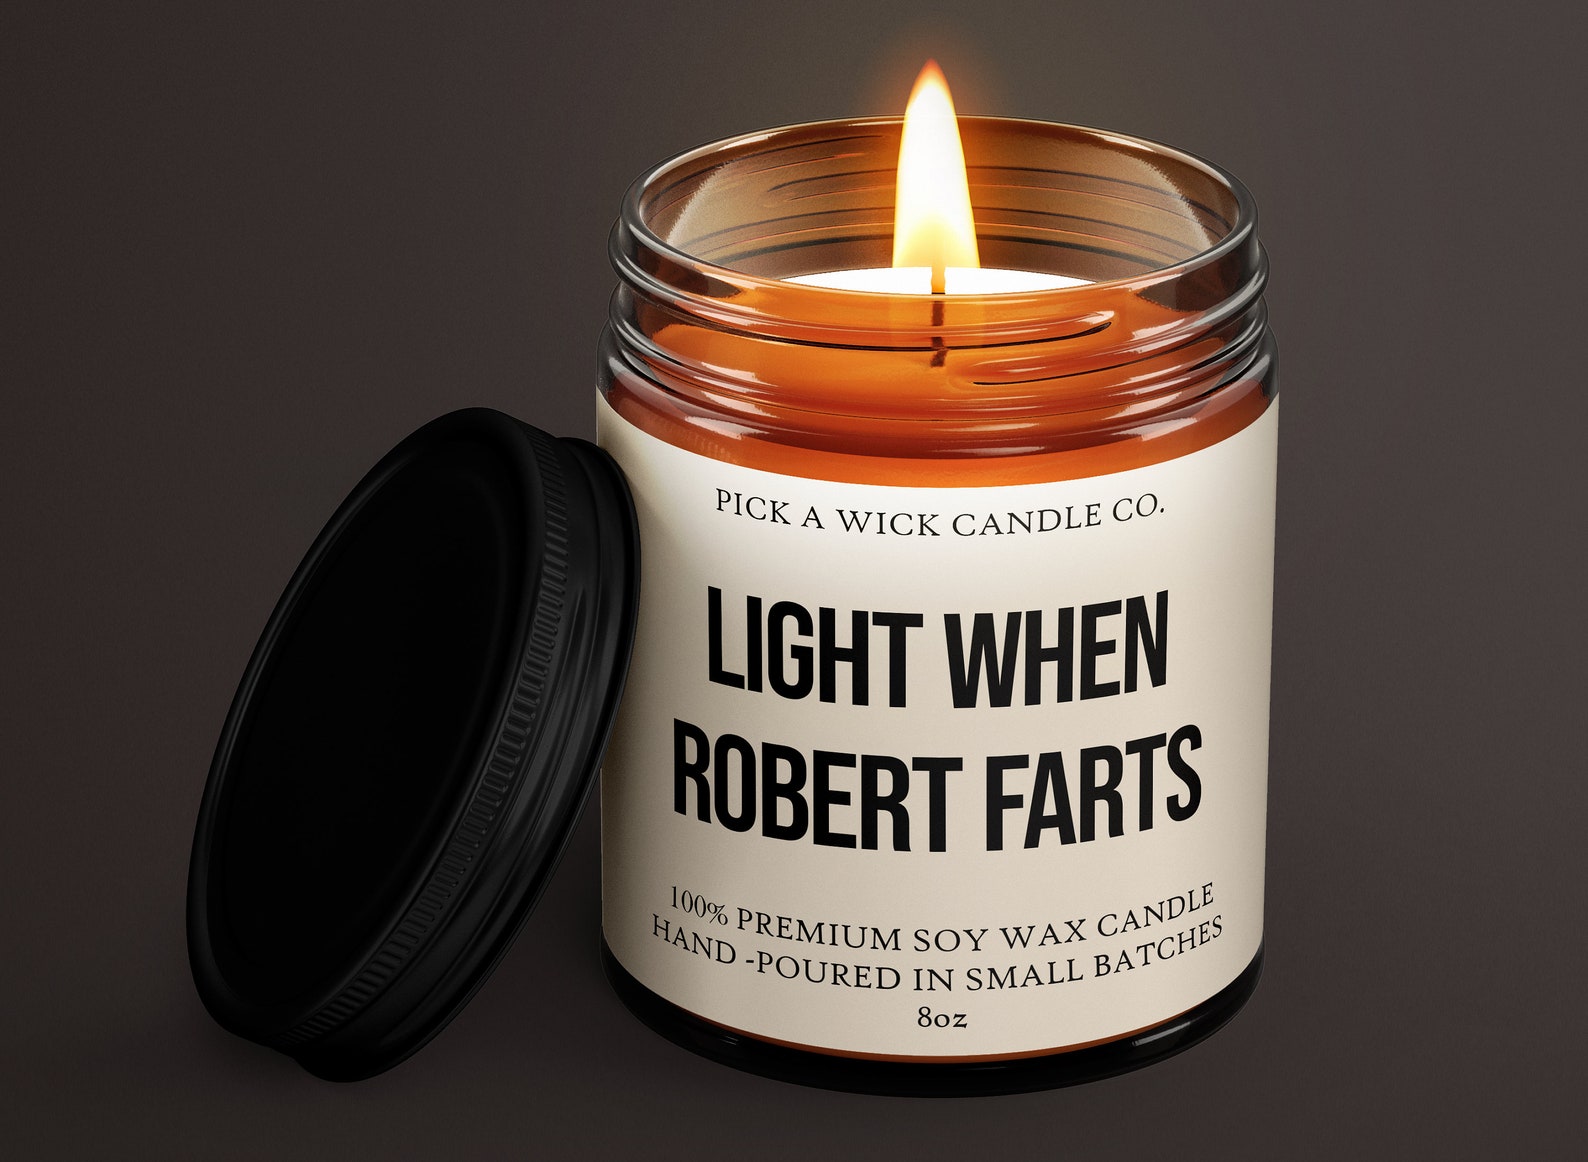 PICK A WICK CANDLE CO.
LIGHT WHEN
ROBERT FARTS
100% PREMIUM SOY WAX CANDLE
HAND -POURED IN SMALL BATCHES
8oz